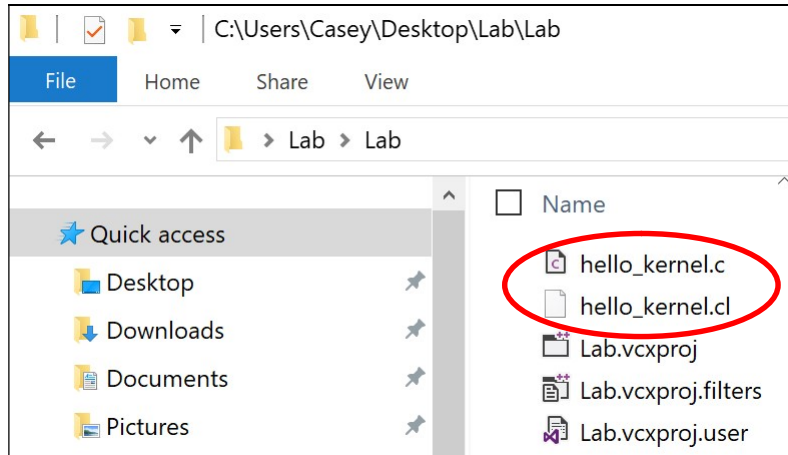 C:\Users\Casey\Desktop\Lab\Lab
File Home Share View
> Lab > Lab
Name
Quick access
hello_kernel.c
Desktop
hello_kernel.cl
Downloads
Lab.vcxproj
Documents
Lab.vcxproj.filters
Pictures
Lab.vcxproj.user